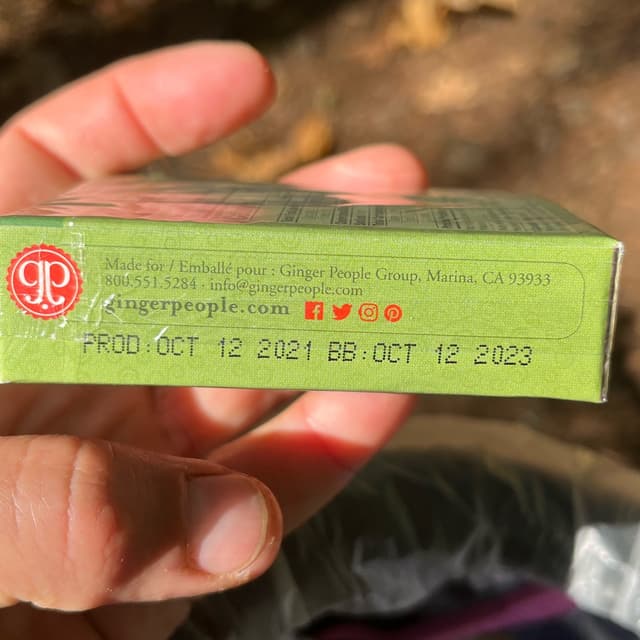 gp
Made for / Emballé pour : Ginger People Group, Marina, CA 93933
800.551.5284 · info@gingerpeople.com
gingerpeople.com
PROD:OCT 12 2021 BB:OCT 12 2023